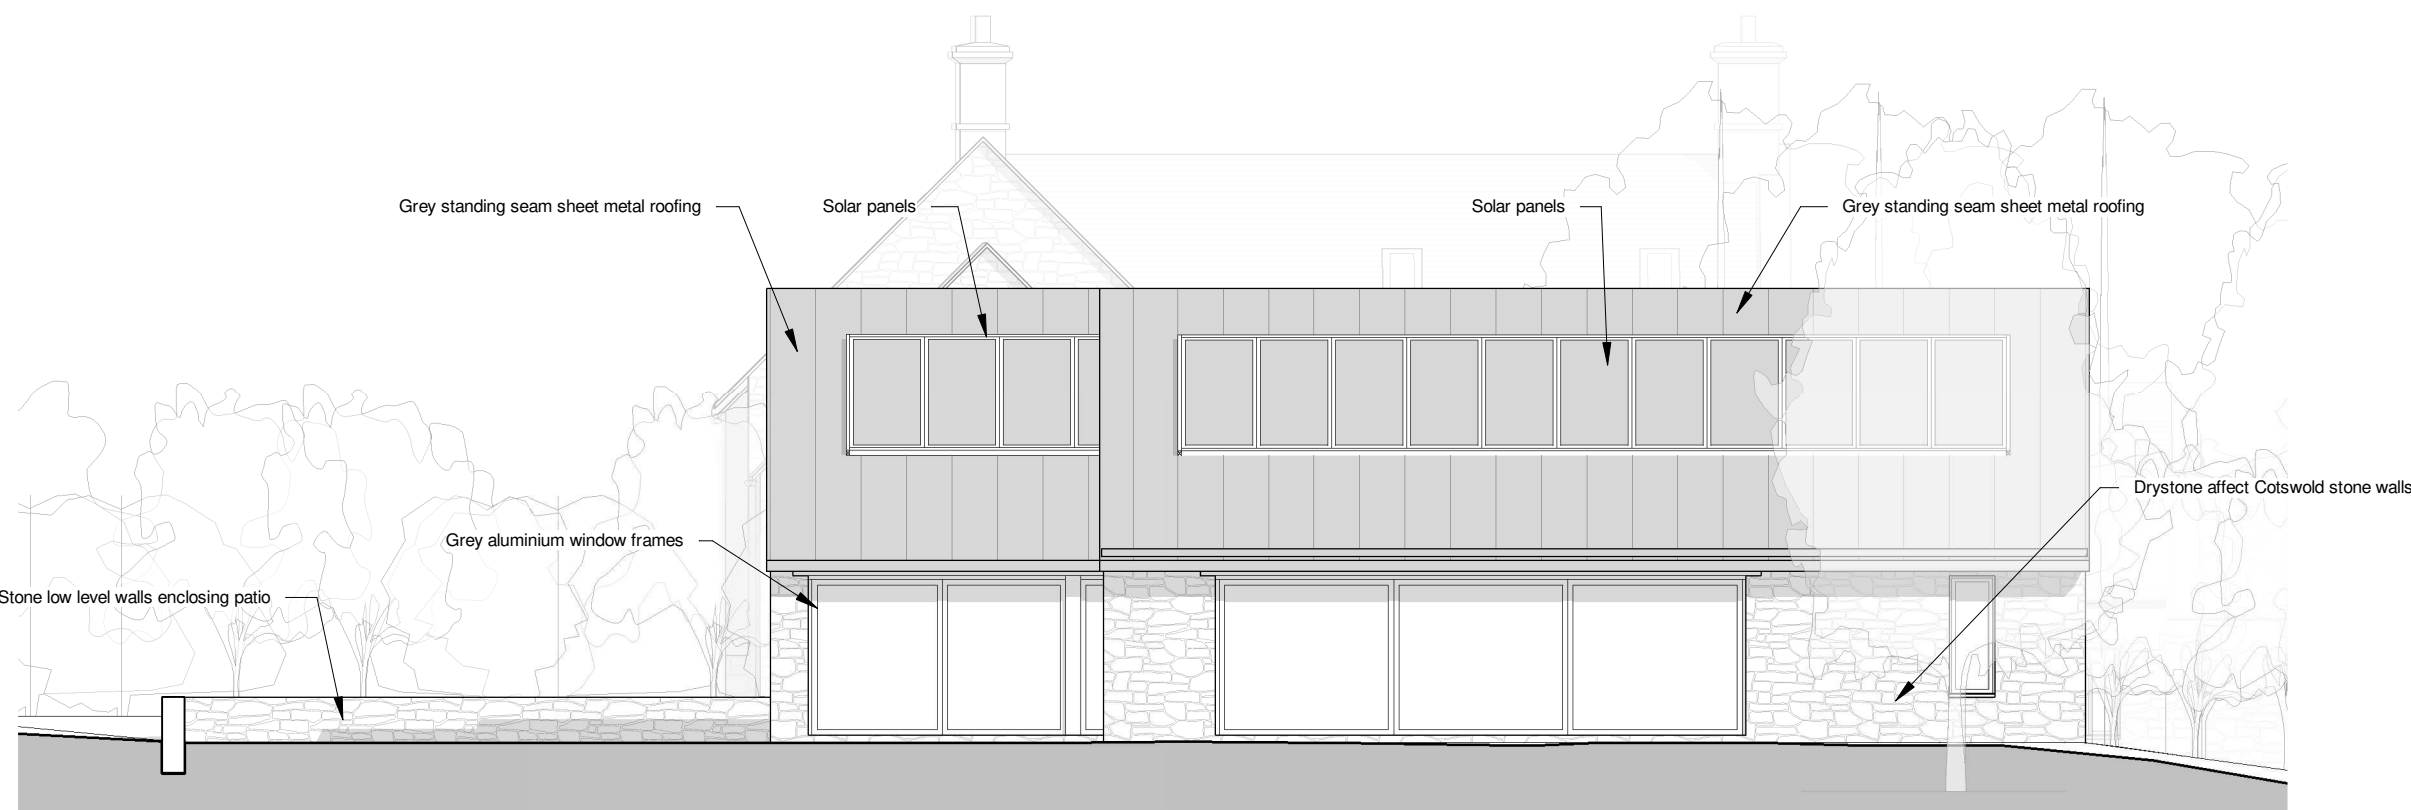 Grey standing seam sheet metal roofing
Solar panels
Solar panels
Grey standing seam sheet metal roofing
Drystone affect Cotswold stone walls
Grey aluminium window frames
Stone low level walls enclosing patio